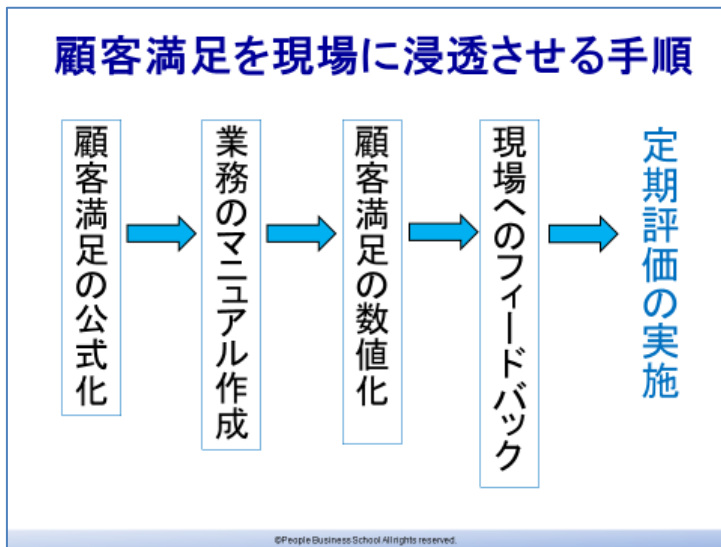 顧客満足を現場に浸透させる手順
顧客満足の公式化
業務のマニュアル作成
顧客満足の数値化
現場へのフィードバック
定期評価の実施
©People Business School All rights reserved.